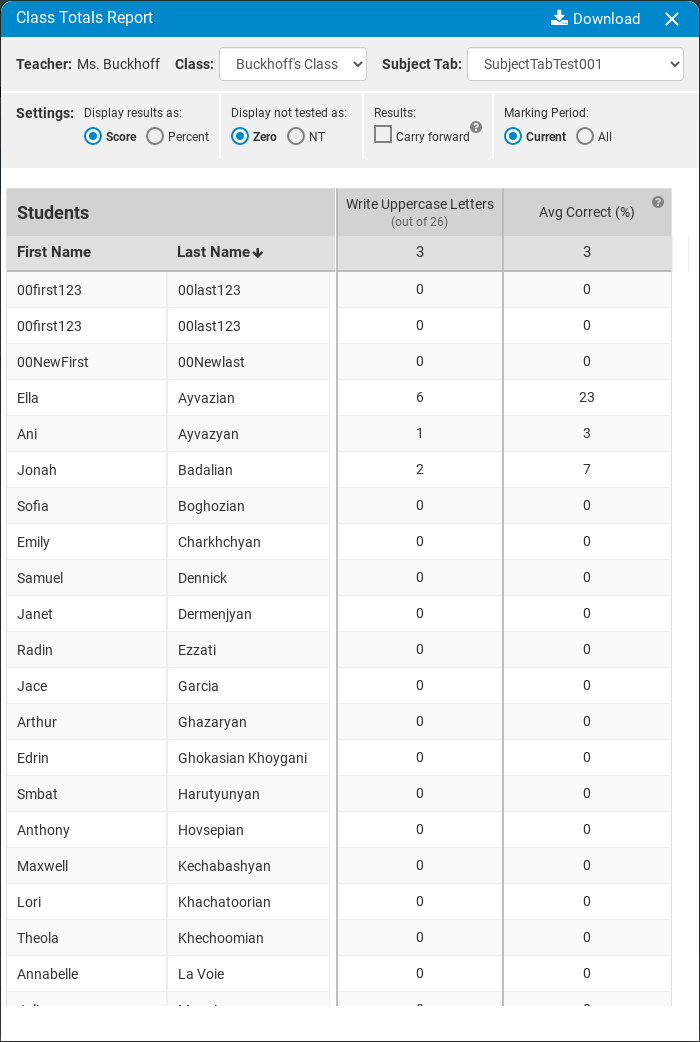 Class Totals Report Download
Teacher: Ms. Buckhoff Class: Buckhoff's Class Subject Tab: SubjectTabTest001
Settings: Display results as: Display not tested as: Results: Marking Period:
Score Percent Zero NT Carry forward ? Current All
Students Write Uppercase Letters (out of 26) Avg Correct (%) ?
First Name Last Name 3 3
00first123 00last123 0 0
00first123 00last123 0 0
00NewFirst 00Newlast 0 0
Ella Ayvazian 6 23
Ani Ayvazyan 1 3
Jonah Badalian 2 7
Sofia Boghozian 0 0
Emily Charkhchyan 0 0
Samuel Dennick 0 0
Janet Dermenjyan 0 0
Radin Ezzati 0 0
Jace Garcia 0 0
Arthur Ghazaryan 0 0
Edrin Ghokasian Khoygani 0 0
Smbat Harutyunyan 0 0
Anthony Hovsepian 0 0
Maxwell Kechabashyan 0 0
Lori Khachatoorian 0 0
Theola Khechoomian 0 0
Annabelle La Voie 0 0